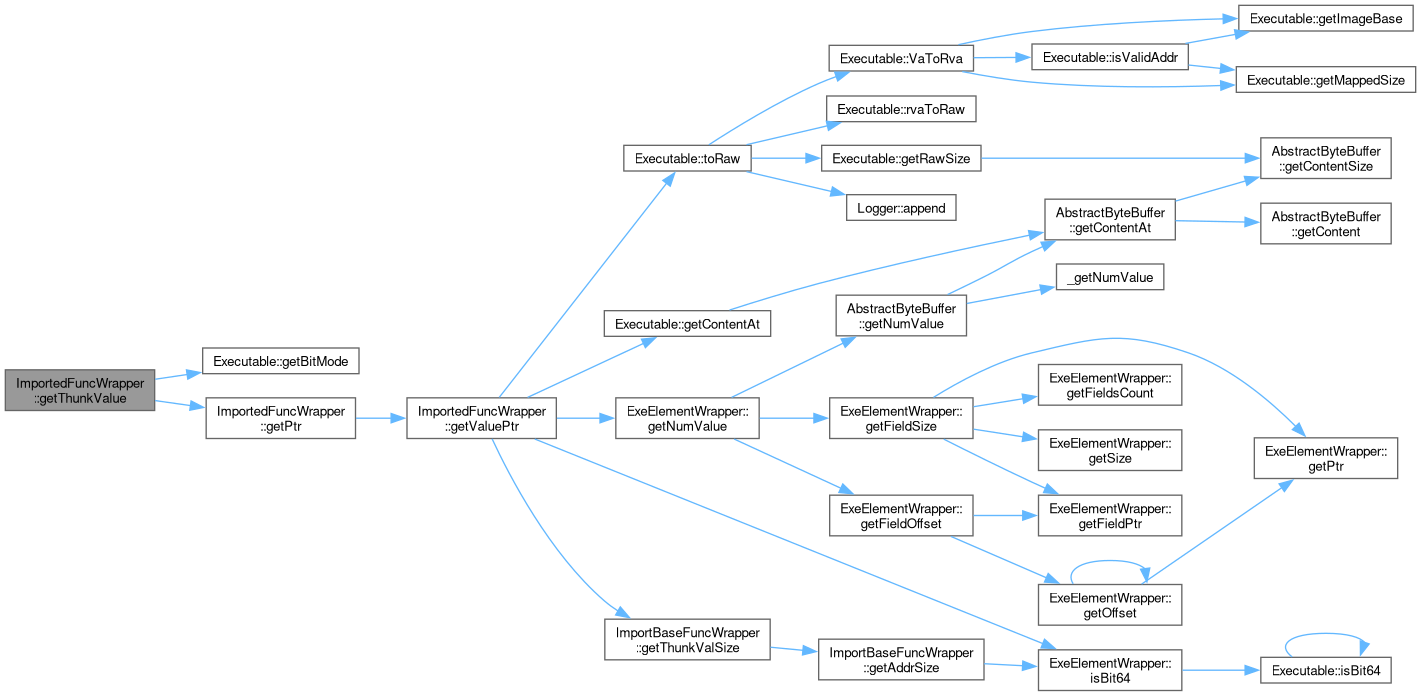 ImportedFuncWrapper
::getThunkValue
Executable::getBitMode
ImportedFuncWrapper
::getPtr
ImportedFuncWrapper
::getValuePtr
Executable::toRaw
Executable::VaToRva
Executable::getImageBase
Executable::isValidAddr
Executable::getMappedSize
Executable::rvaToRaw
Executable::getRawSize
AbstractByteBuffer
::getContentSize
Logger::append
Executable::getContentAt
AbstractByteBuffer
::getContentAt
AbstractByteBuffer
::getContent
ExeElementWrapper::
getNumValue
AbstractByteBuffer
::getNumValue
_getNumValue
ExeElementWrapper::
getFieldSize
ExeElementWrapper::
getFieldsCount
ExeElementWrapper::
getSize
ExeElementWrapper::
getFieldPtr
ExeElementWrapper::
getPtr
ExeElementWrapper::
getFieldOffset
ExeElementWrapper::
getOffset
ImportBaseFuncWrapper
::getThunkValSize
ImportBaseFuncWrapper
::getAddrSize
ExeElementWrapper::
isBit64
Executable::isBit64